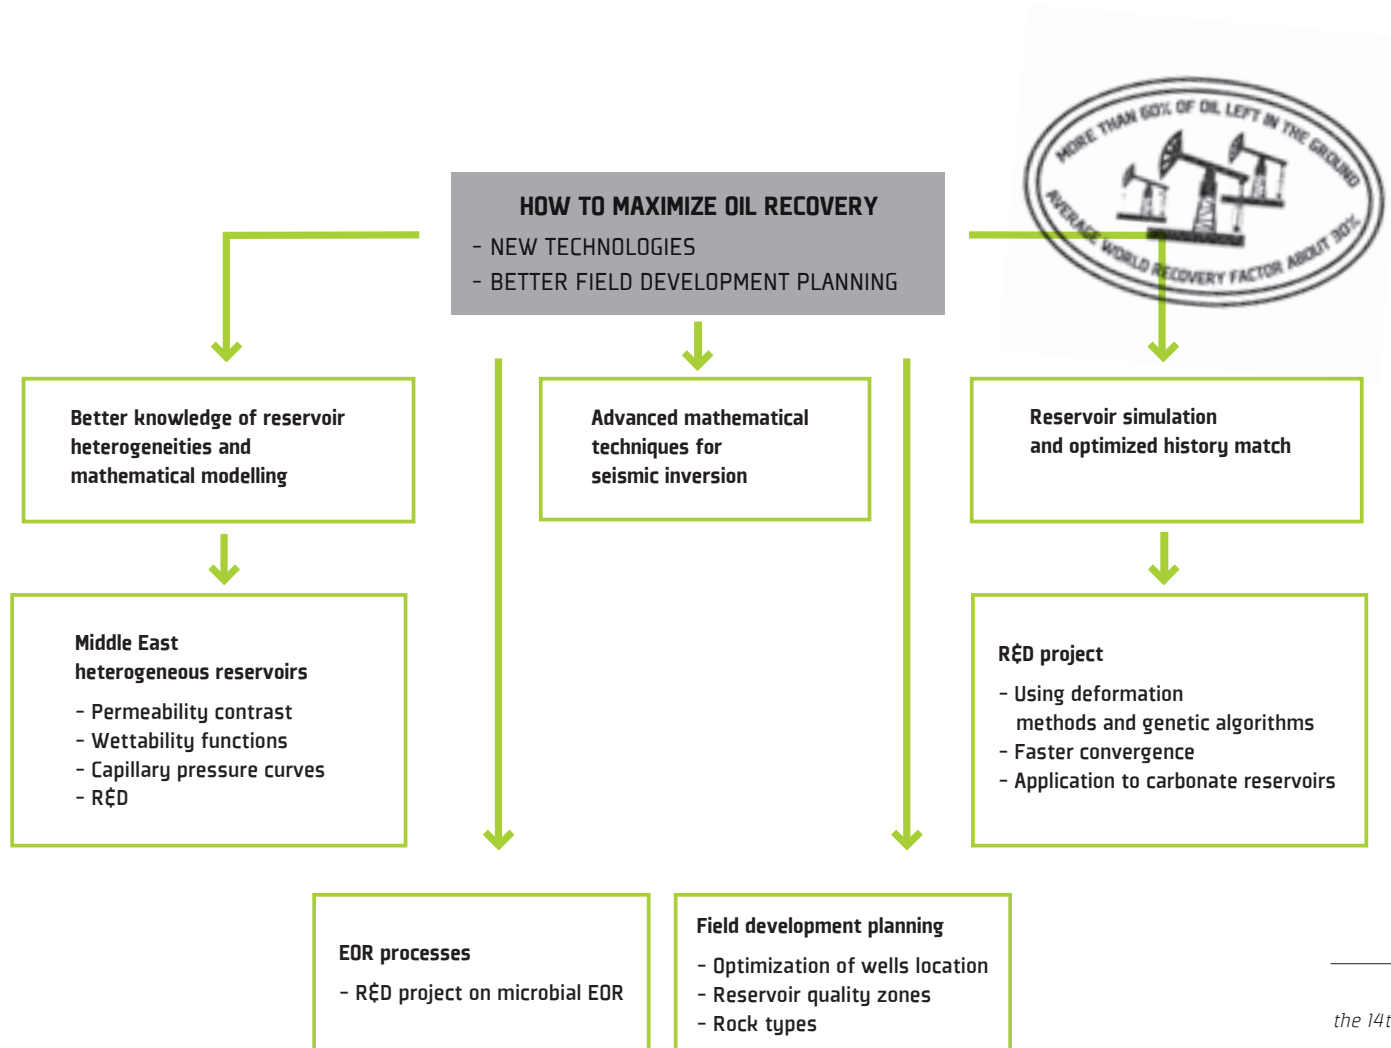 MORE THAN 60% OF OIL LEFT IN THE GROUND
AVERAGE WORLD RECOVERY FACTOR ABOUT 30%
HOW TO MAXIMIZE OIL RECOVERY
- NEW TECHNOLOGIES
- BETTER FIELD DEVELOPMENT PLANNING
Better knowledge of reservoir
heterogeneities and
mathematical modelling
Advanced mathematical
techniques for
seismic inversion
Reservoir simulation
and optimized history match
Middle East
heterogeneous reservoirs
- Permeability contrast
- Wettability functions
- Capillary pressure curves
- R&D
R&D project
- Using deformation
methods and genetic algorithms
- Faster convergence
- Application to carbonate reservoirs
EOR processes
- R&D project on microbial EOR
Field development planning
- Optimization of wells location
- Reservoir quality zones
- Rock types
the 14t